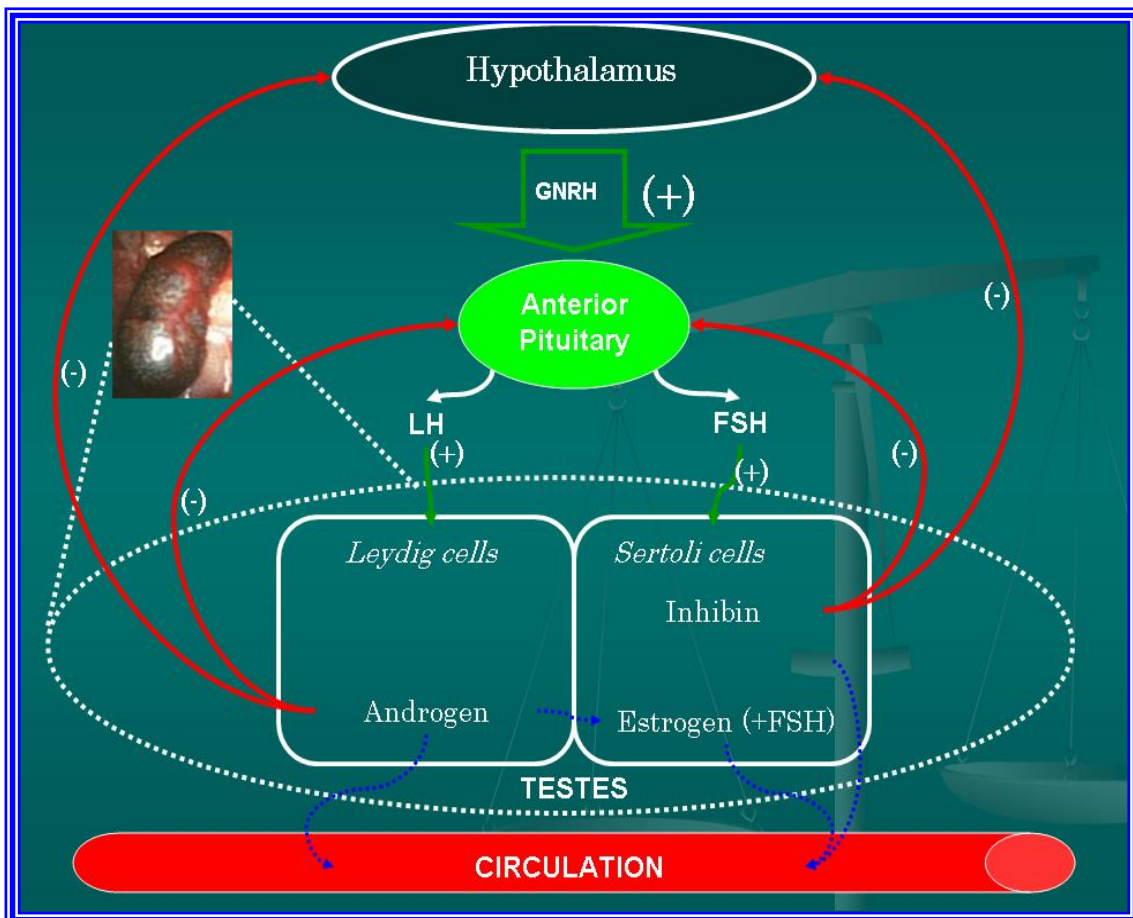 Hypothalamus
GNRH
(+)
Anterior
Pituitary
(-)
(-)
LH
FSH
(+)
(+)
(-)
(-)
Leydig cells
Sertoli cells
Inhibin
Androgen
Estrogen (+FSH)
TESTES
CIRCULATION